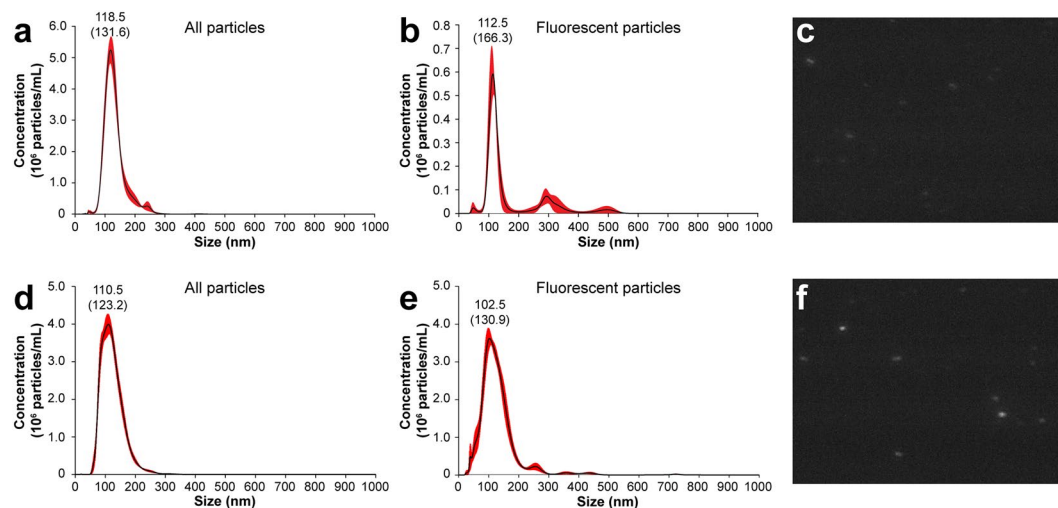 a
118.5
(131.6)
All particles
Concentration
(10⁶ particles/mL)
6.0
5.0
4.0
3.0
2.0
1.0
0
0 100 200 300 400 500 600 700 800 900 1000
Size (nm)
b
112.5
(166.3)
Fluorescent particles
Concentration
(10⁶ particles/mL)
0.8
0.7
0.6
0.5
0.4
0.3
0.2
0.1
0
0 100 200 300 400 500 600 700 800 900 1000
Size (nm)
c
d
110.5
(123.2)
All particles
Concentration
(10⁶ particles/mL)
5.0
4.0
3.0
2.0
1.0
0
0 100 200 300 400 500 600 700 800 900 1000
Size (nm)
e
102.5
(130.9)
Fluorescent particles
Concentration
(10⁶ particles/mL)
5.0
4.0
3.0
2.0
1.0
0
0 100 200 300 400 500 600 700 800 900 1000
Size (nm)
f